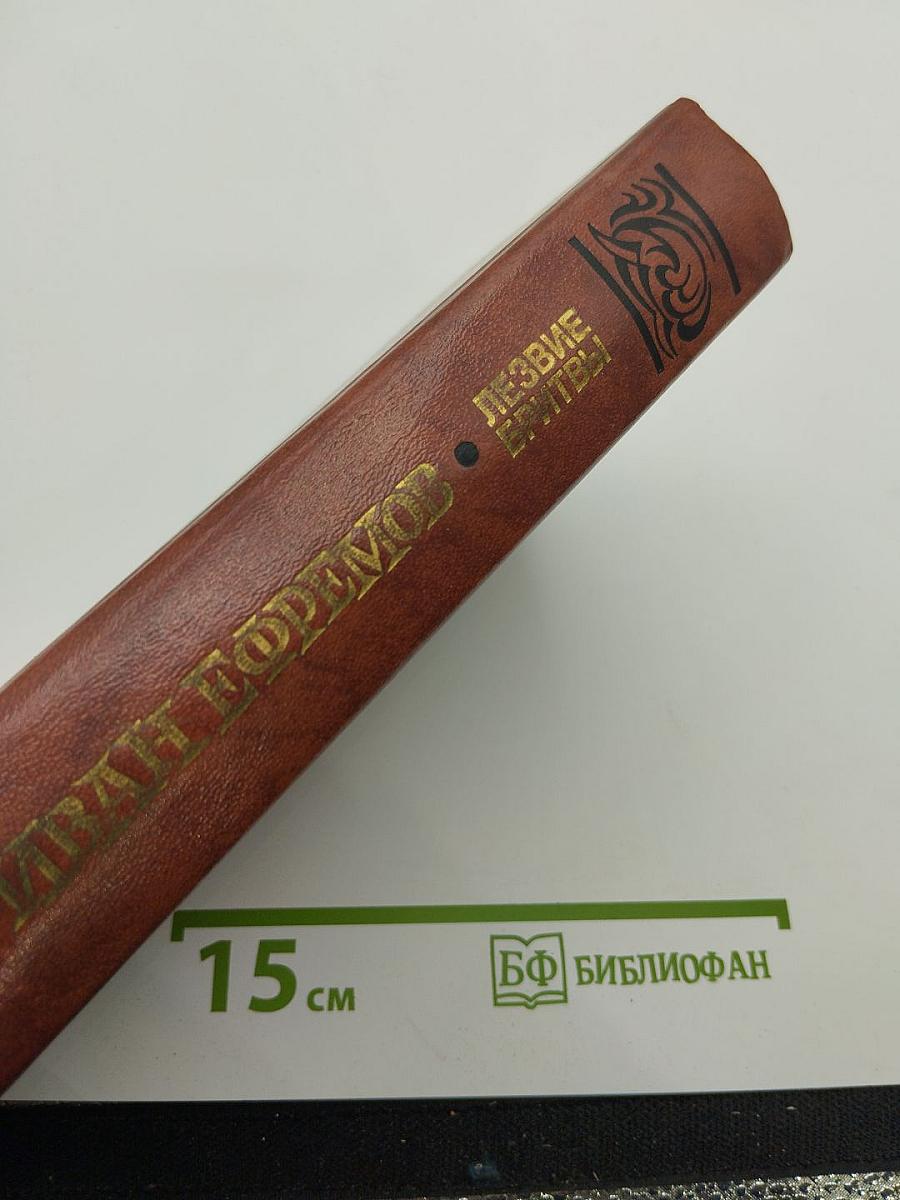 ИВАН ЕФРЕМОВ
ЛЕЗВИЕ
БРИТВЫ
15 см
БФ БИБЛИОФАН